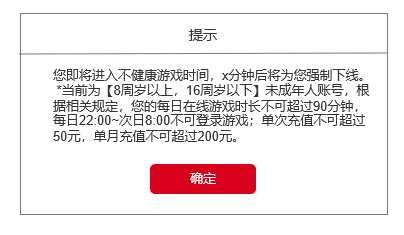 提示
您即将进入不健康游戏时间，x分钟后将为您强制下线。
*当前为【8周岁以上，16周岁以下】未成年人账号，根
据相关规定，您的每日在线游戏时长不可超过90分钟，
每日22:00~次日8:00不可登录游戏；单次充值不可超过
50元，单月充值不可超过200元。
确定